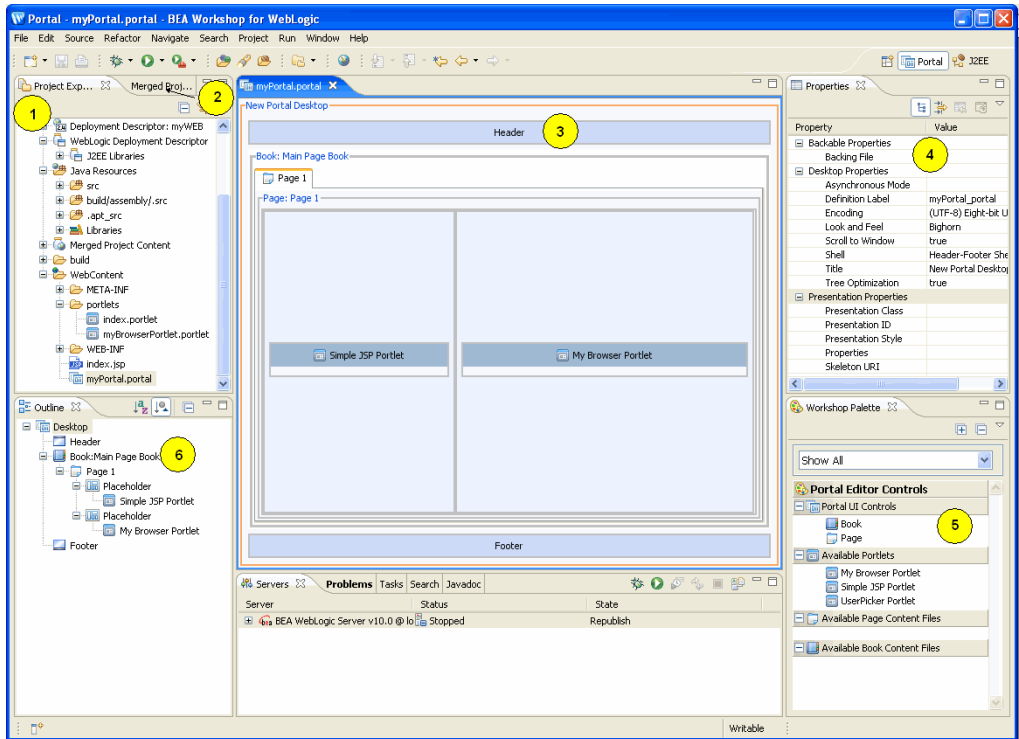 Portal - myPortal.portal - BEA Workshop for WebLogic
File Edit Source Refactor Navigate Search Project Run Window Help
Portal J2EE
Project Exp... Merged Proj...
1
2
Deployment Descriptor: myWEB
WebLogic Deployment Descriptor
J2EE Libraries
Java Resources
src
build/assembly/.src
.apt_src
Libraries
Merged Project Content
build
WebContent
META-INF
portlets
index.portlet
myBrowserPortlet.portlet
WEB-INF
index.jsp
myPortal.portal
Outline
Desktop
Header
Book:Main Page Book
6
Page 1
Placeholder
Simple JSP Portlet
Placeholder
My Browser Portlet
Footer
myPortal.portal
New Portal Desktop
Header
3
Book: Main Page Book
Page 1
Page: Page 1
Simple JSP Portlet
My Browser Portlet
Footer
Servers Problems Tasks Search Javadoc
Server Status State
BEA WebLogic Server v10.0 @ lo Stopped Republish
Properties
Property Value
4
Backable Properties
Backing File
Desktop Properties
Asynchronous Mode
Definition Label myPortal_portal
Encoding (UTF-8) Eight-bit U
Look and Feel Bighorn
Scroll to Window true
Shell Header-Footer She
Title New Portal Desktop
Tree Optimization true
Presentation Properties
Presentation Class
Presentation ID
Presentation Style
Properties
Skeleton URI
Workshop Palette
Show All
Portal Editor Controls
Portal UI Controls
Book
5
Page
Available Portlets
My Browser Portlet
Simple JSP Portlet
UserPicker Portlet
Available Page Content Files
Available Book Content Files
Writable